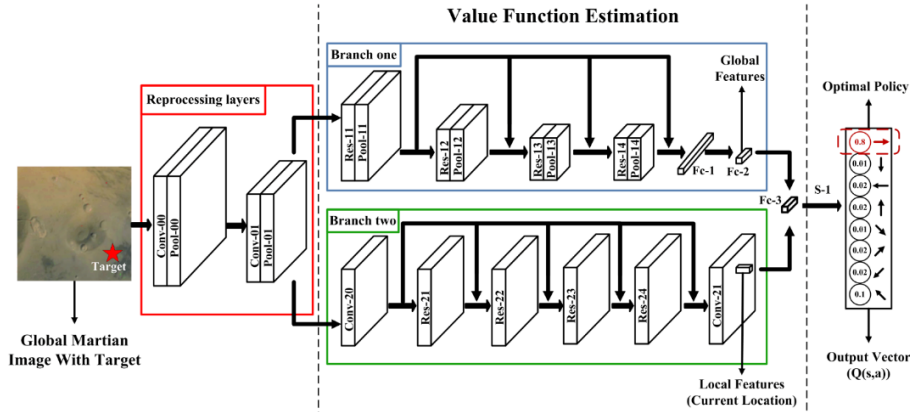 Value Function Estimation
Branch one
Global
Features
Optimal Policy
Reprocessing layers
Res-11
Pool-11
Res-12
Pool-12
Res-13
Pool-13
Res-14
Pool-14
Fc-1
Fc-2
Conv-00
Pool-00
Conv-01
Pool-01
Target
Global Martian
Image With Target
Fc-3
S-1
Branch two
Conv-20
Res-21
Res-22
Res-23
Res-24
Conv-21
Local Features
(Current Location)
0.8
0.01
0.02
0.02
0.01
0.02
0.02
0.1
Output Vector
(Q(s,a))